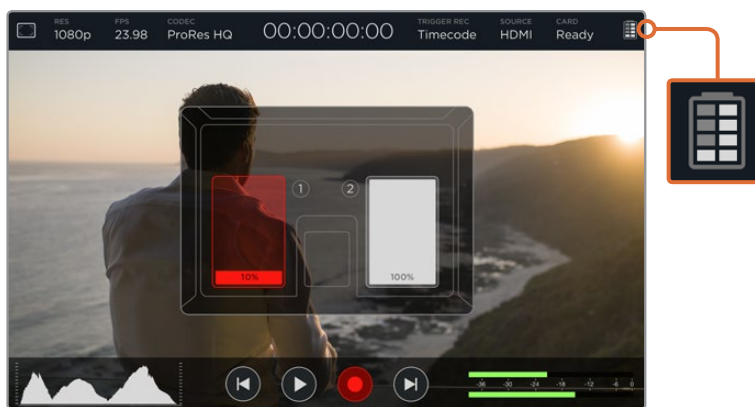 RES FPS CODEC TRIGGER REC SOURCE CARD
1080p 23.98 ProRes HQ 00:00:00:00 Timecode HDMI Ready
1 2
10% 100%
-36 -30 -24 -18 -12 -6 0